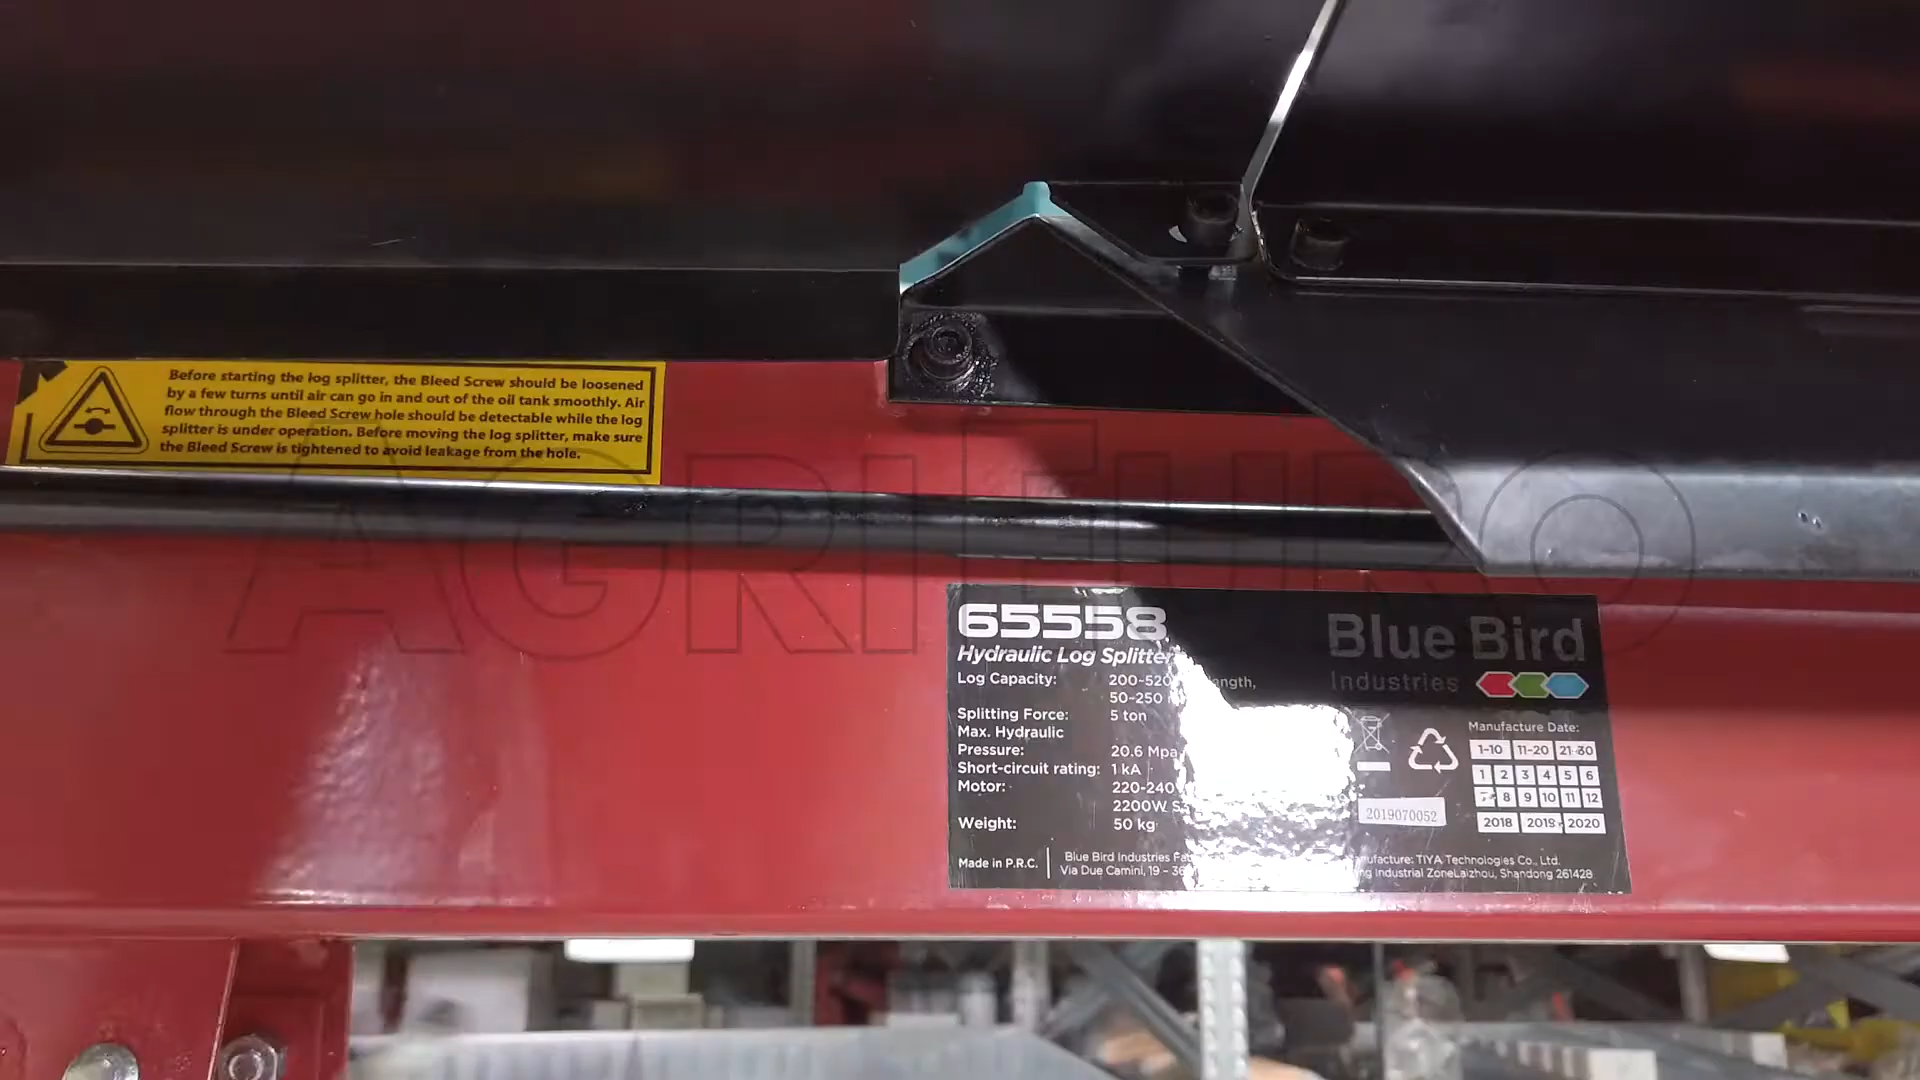 Before starting the log splitter, the Bleed Screw should be loosened
by a few turns until air can go in and out of the oil tank smoothly. Air
flow through the Bleed Screw hole should be detectable while the log
splitter is under operation. Before moving the log splitter, make sure
the Bleed Screw is tightened to avoid leakage from the hole.
AGRIEURO
65558
Hydraulic Log Splitter
Log Capacity: 200-520
50-250
Splitting Force: 5 ton
Max. Hydraulic
Pressure: 20.6 Mpa
Short-circuit rating: 1 kA
Motor: 220-240
2200W
Weight: 50 kg
Made in P.R.C.
Blue Bird Industries
Via Due Camini, 19 -
Blue Bird
Industries
Manufacture Date:
1-10 11-20 21-30
1 2 3 4 5 6
7 8 9 10 11 12
2018 2019 2020
2019070052
TIYA Technologies Co., Ltd.
Industrial ZoneLaizhou, Shandong 261428